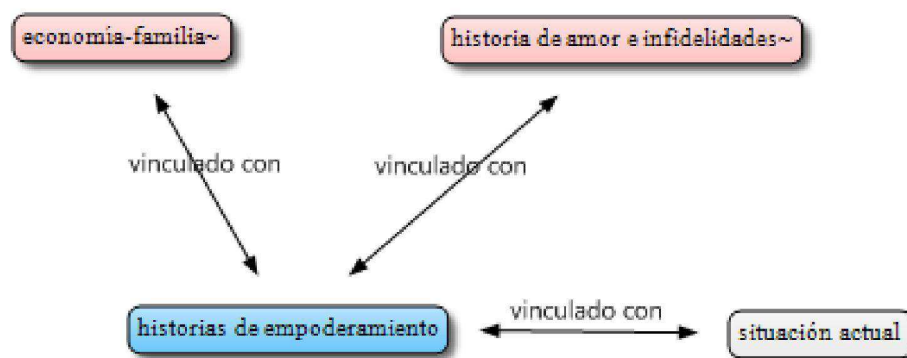 economía-familia~
historia de amor e infidelidades~
vinculado con
vinculado con
vinculado con
historias de empoderamiento
situación actual